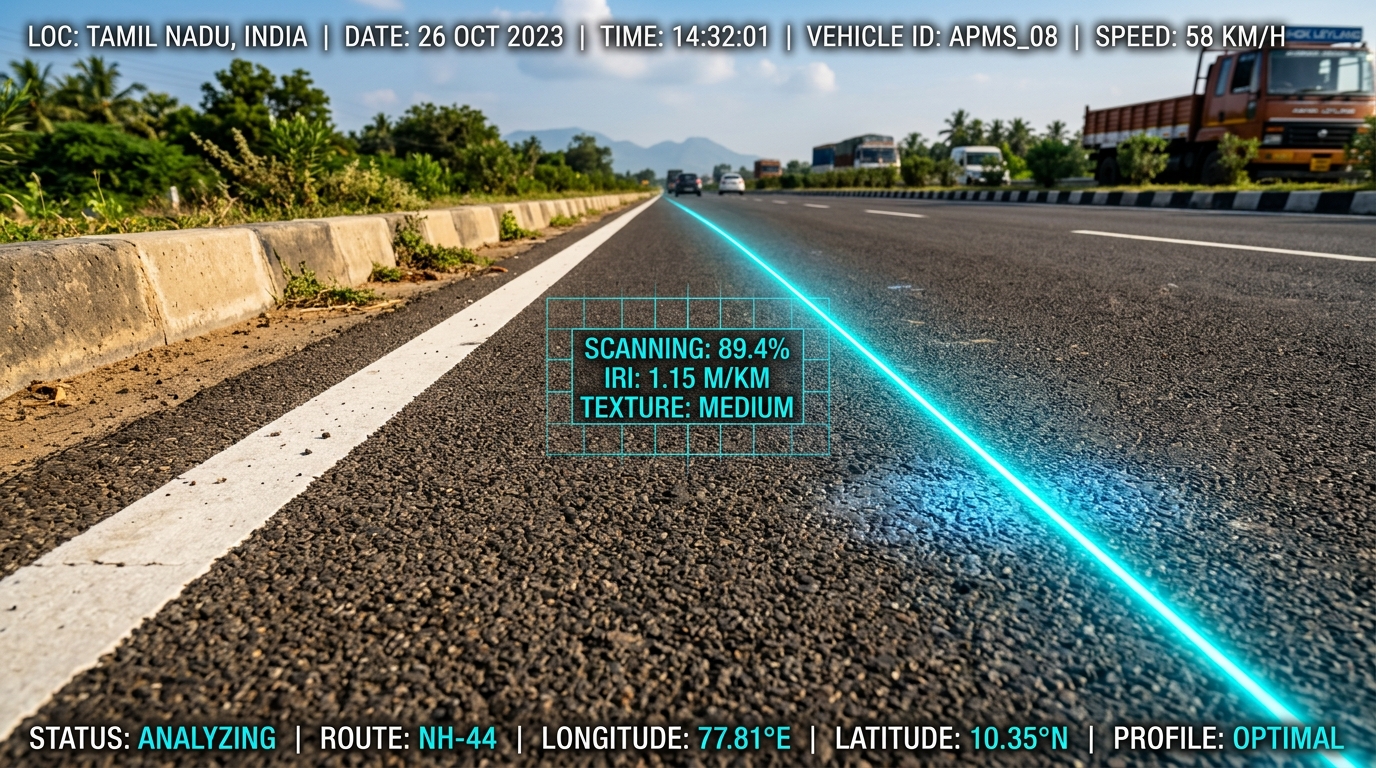 LOC: TAMIL NADU, INDIA | DATE: 26 OCT 2023 | TIME: 14:32:01 | VEHICLE ID: APMS_08 | SPEED: 58 KM/H
LEYLAND
SCANNING: 89.4%
IRI: 1.15 M/KM
TEXTURE: MEDIUM
STATUS: ANALYZING | ROUTE: NH-44 | LONGITUDE: 77.81°E | LATITUDE: 10.35°N | PROFILE: OPTIMAL